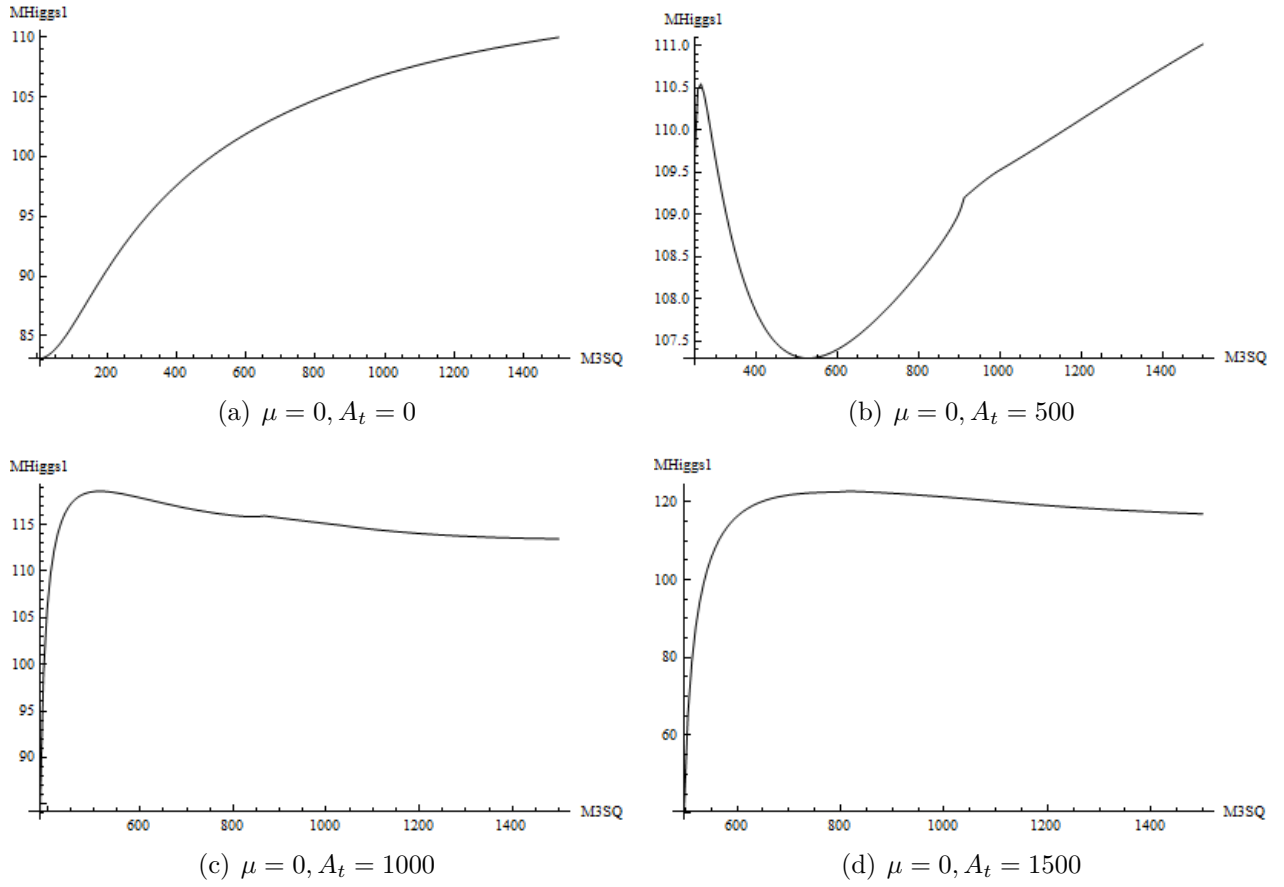 MHiggs1
110
105
100
95
90
85
200 400 600 800 1000 1200 1400 M3SQ
(a) μ = 0, A_t = 0
MHiggs1
111.0
110.5
110.0
109.5
109.0
108.5
108.0
107.5
400 600 800 1000 1200 1400 M3SQ
(b) μ = 0, A_t = 500
MHiggs1
115
110
105
100
95
90
600 800 1000 1200 1400 M3SQ
(c) μ = 0, A_t = 1000
MHiggs1
120
100
80
60
600 800 1000 1200 1400 M3SQ
(d) μ = 0, A_t = 1500